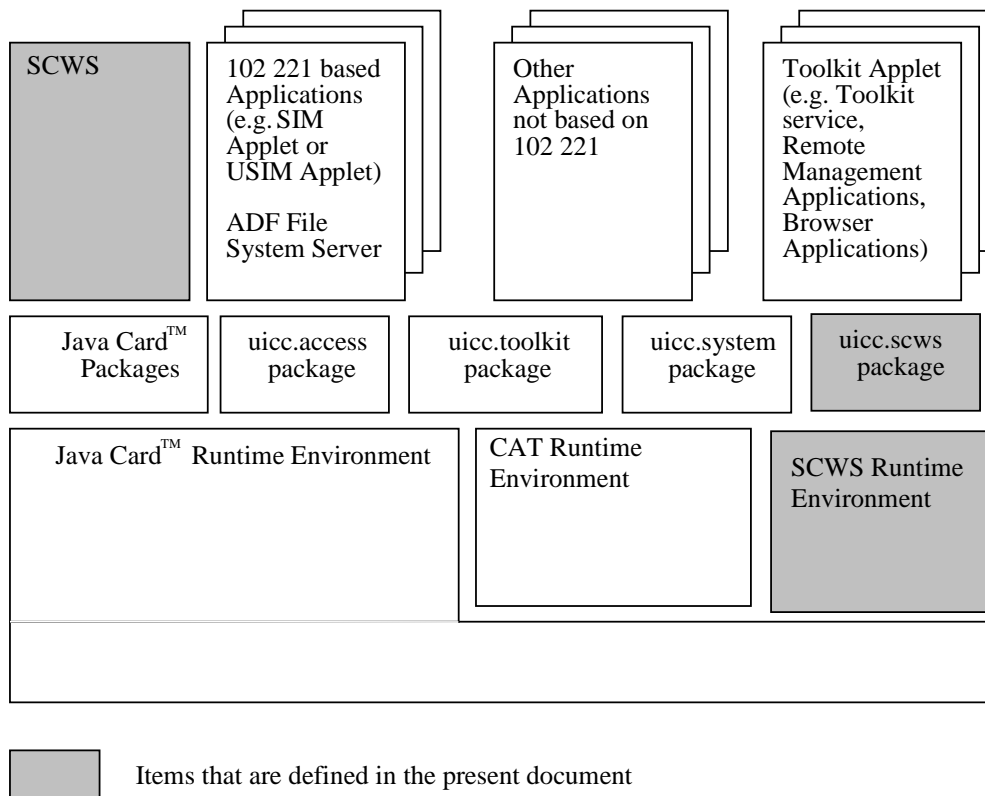 SCWS
102 221 based
Applications
(e.g. SIM
Applet or
USIM Applet)
ADF File
System Server
Other
Applications
not based on
102 221
Toolkit Applet
(e.g. Toolkit
service,
Remote
Management
Applications,
Browser
Applications)
Java Card™
Packages
uicc.access
package
uicc.toolkit
package
uicc.system
package
uicc.scws
package
Java Card™ Runtime Environment
CAT Runtime
Environment
SCWS Runtime
Environment
Items that are defined in the present document